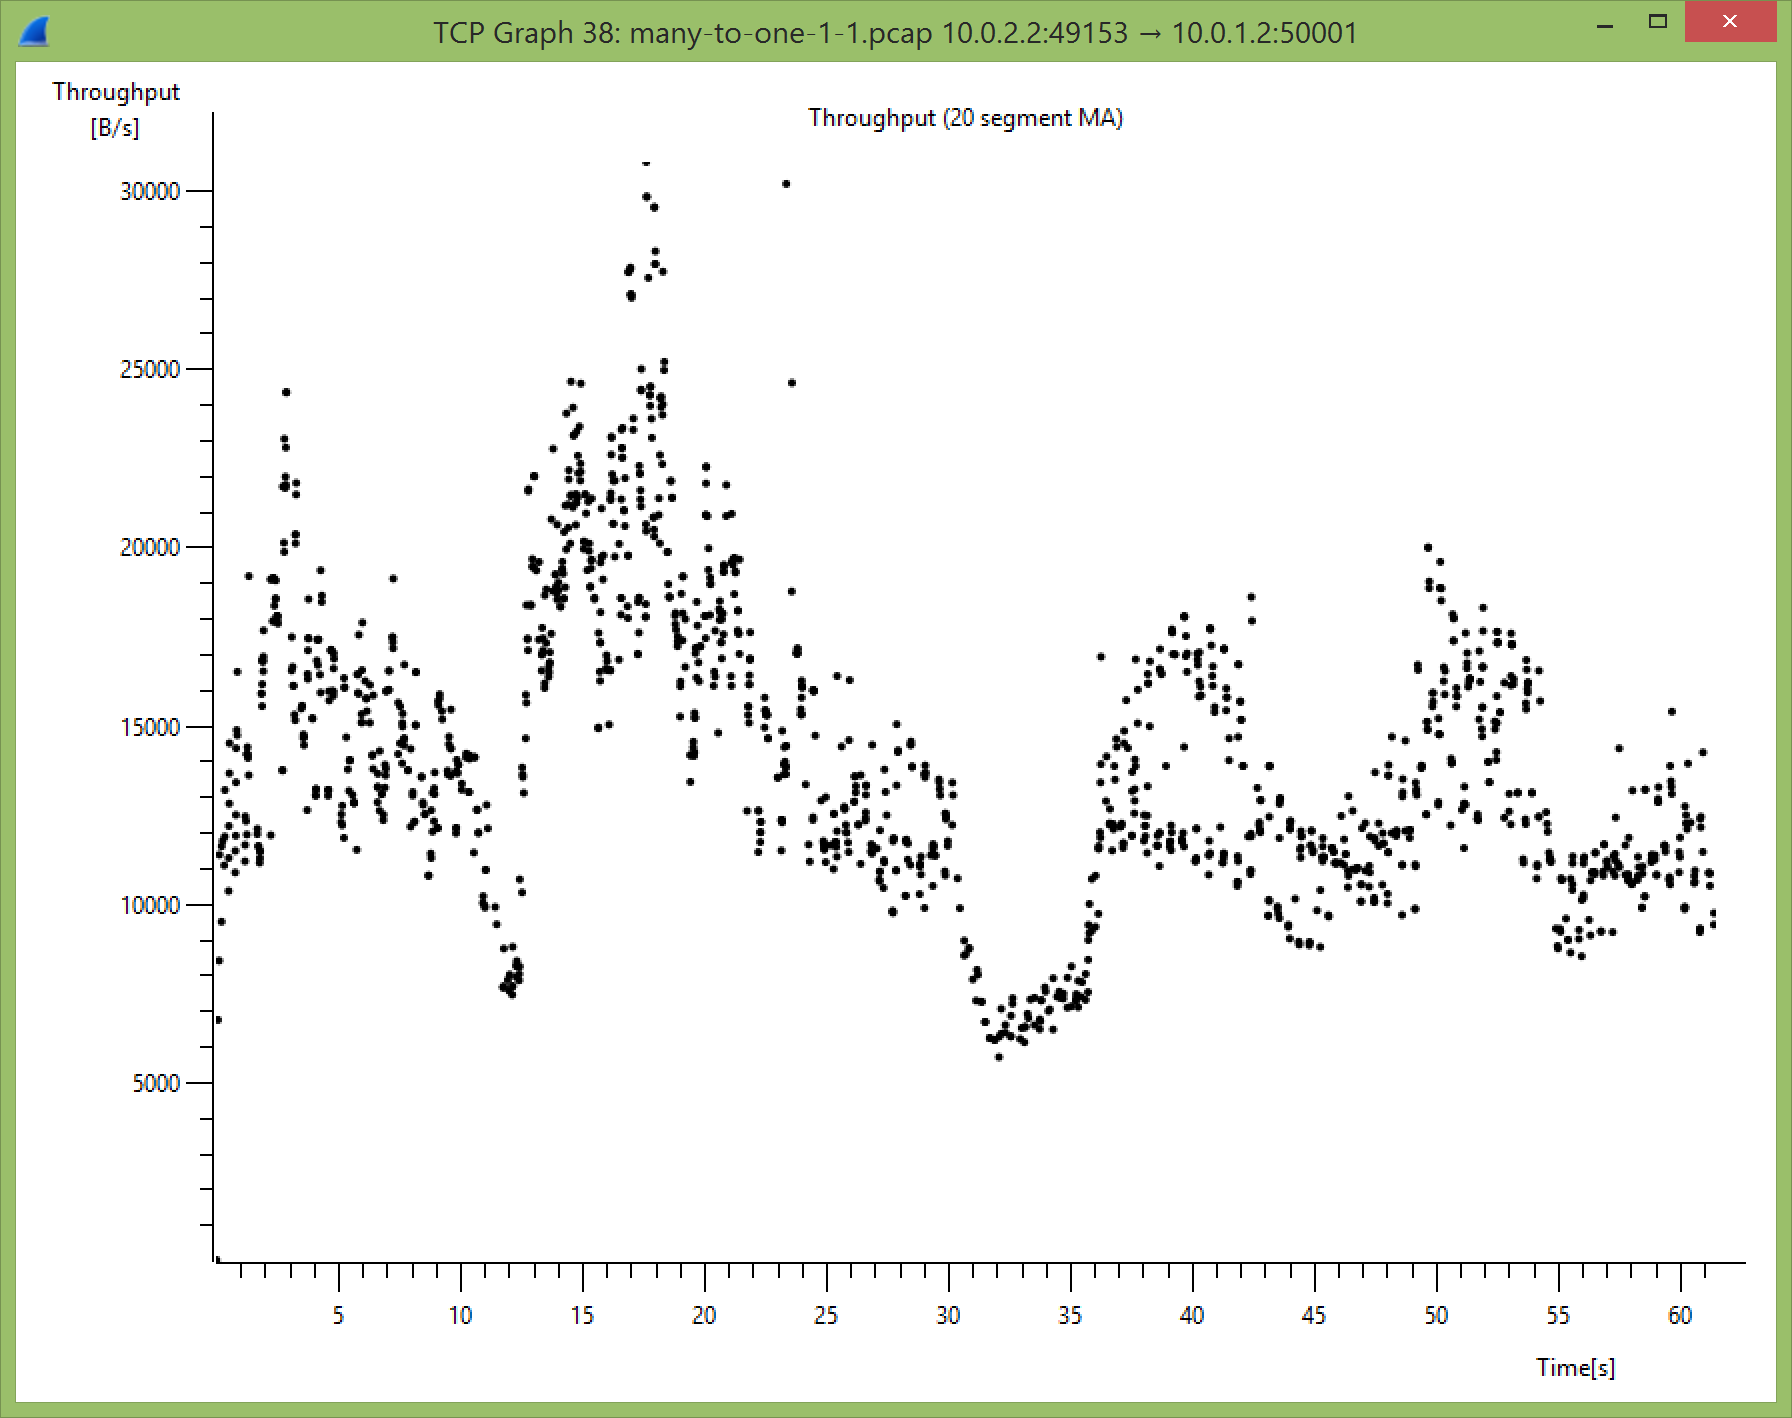 TCP Graph 38: many-to-one-1-1.pcap 10.0.2.2:49153 → 10.0.1.2:50001
Throughput
[B/s]
Throughput (20 segment MA)
30000
25000
20000
15000
10000
5000
5 10 15 20 25 30 35 40 45 50 55 60
Time[s]